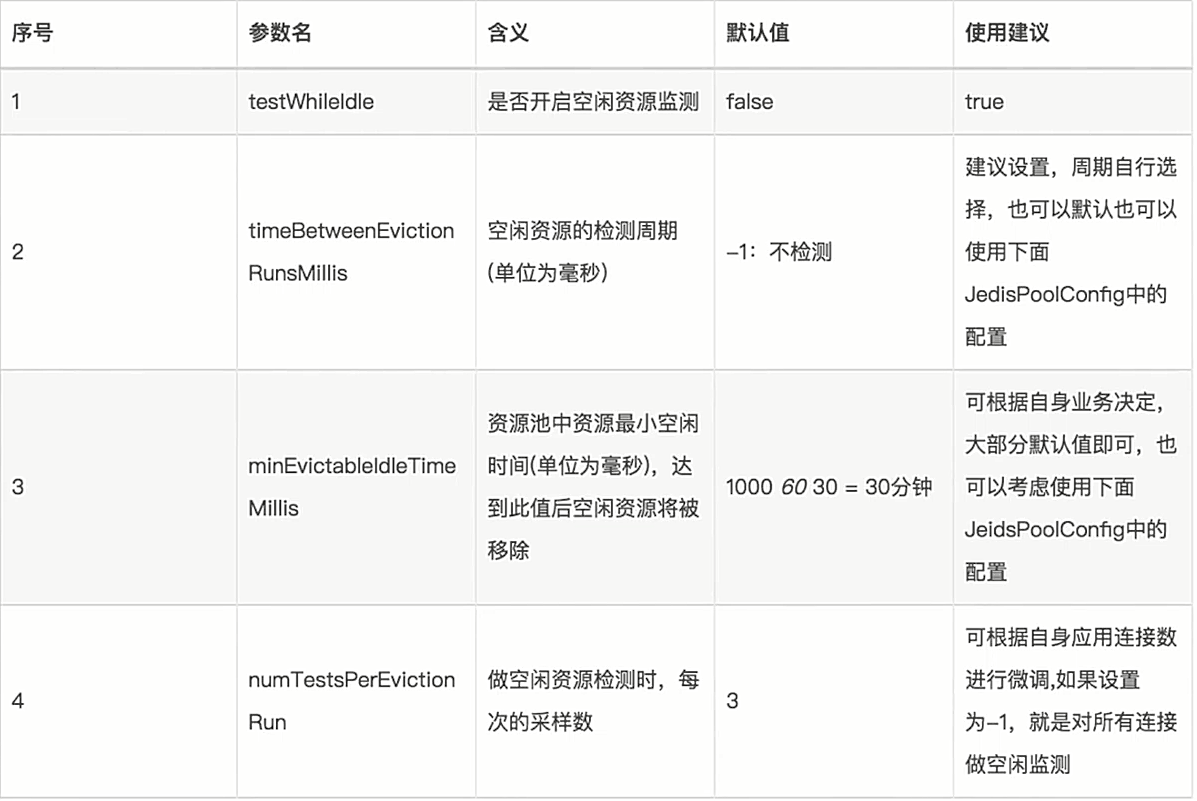 序号 参数名 含义 默认值 使用建议
1 testWhileIdle 是否开启空闲资源监测 false true
2
timeBetweenEviction
RunsMillis
空闲资源的检测周期
(单位为毫秒)
–1：不检测
建议设置，周期自行选
择，也可以默认也可以
使用下面
JedisPoolConfig中的
配置
3
minEvictableIdleTime
Millis
资源池中资源最小空闲
时间(单位为毫秒)，达
到此值后空闲资源将被
移除
1000 60 30 = 30分钟
可根据自身业务决定，
大部分默认值即可，也
可以考虑使用下面
JeidsPoolConfig中的
配置
4
numTestsPerEviction
Run
做空闲资源检测时，每
次的采样数
3
可根据自身应用连接数
进行微调,如果设置
为–1，就是对所有连接
做空闲监测